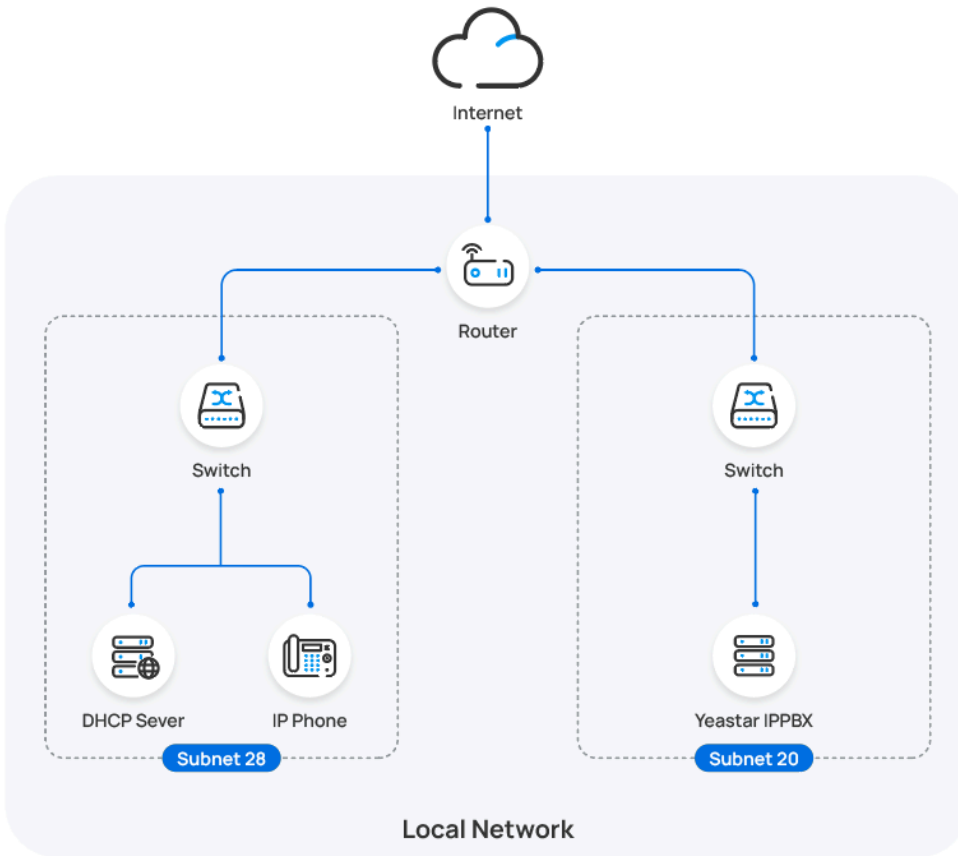 Internet
Router
Switch
Switch
DHCP Sever
IP Phone
Yeastar IPPBX
Subnet 28
Subnet 20
Local Network